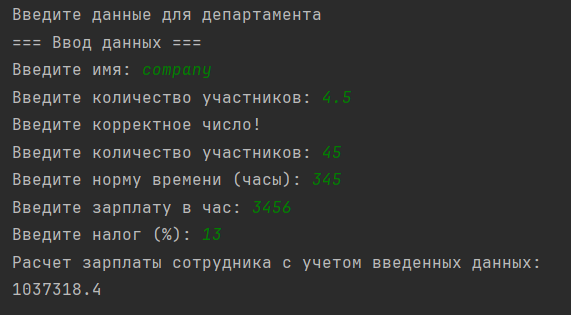 Введите данные для департамента
=== Ввод данных ===
Введите имя: company
Введите количество участников: 4.5
Введите корректное число!
Введите количество участников: 45
Введите норму времени (часы): 345
Введите зарплату в час: 3456
Введите налог (%): 13
Расчет зарплаты сотрудника с учетом введенных данных:
1037318.4